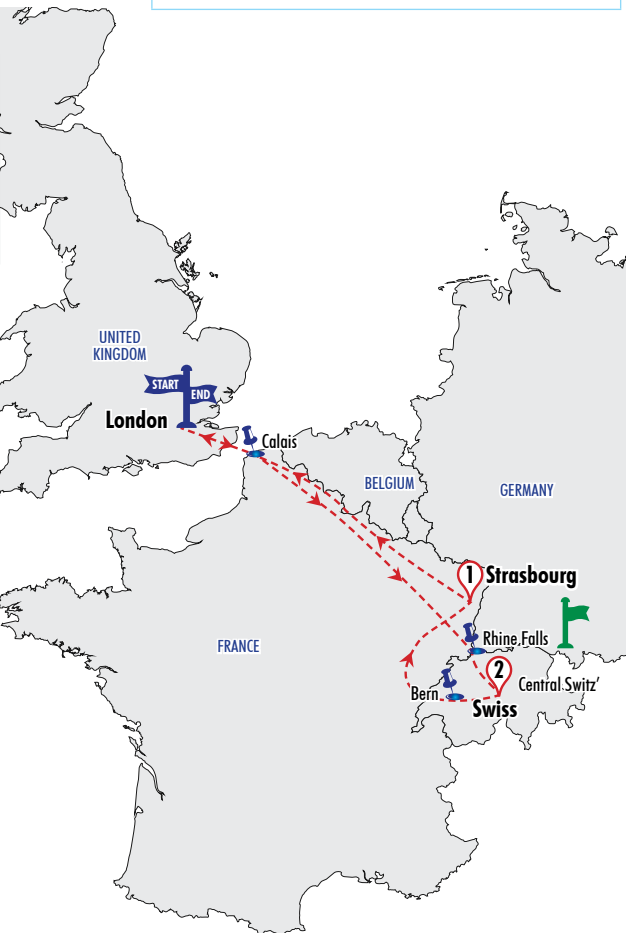 UNITED
KINGDOM
START
END
London
Calais
BELGIUM
GERMANY
1 Strasbourg
FRANCE
Rhine Falls
2
Central Switz’
Bern
Swiss